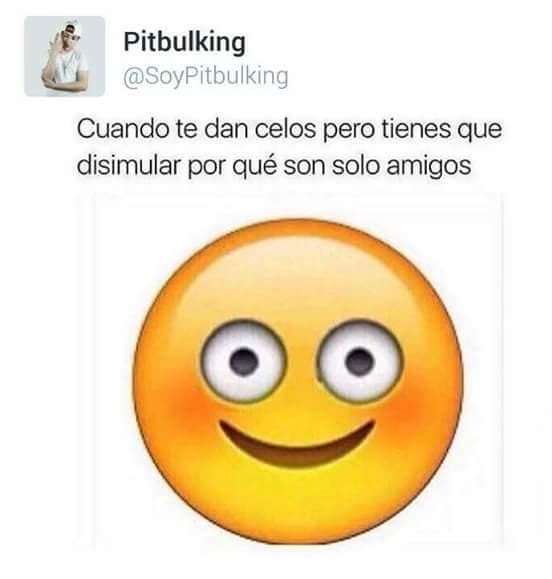 Pitbulking
@SoyPitbulking
Cuando te dan celos pero tienes que
disimular por qué son solo amigos